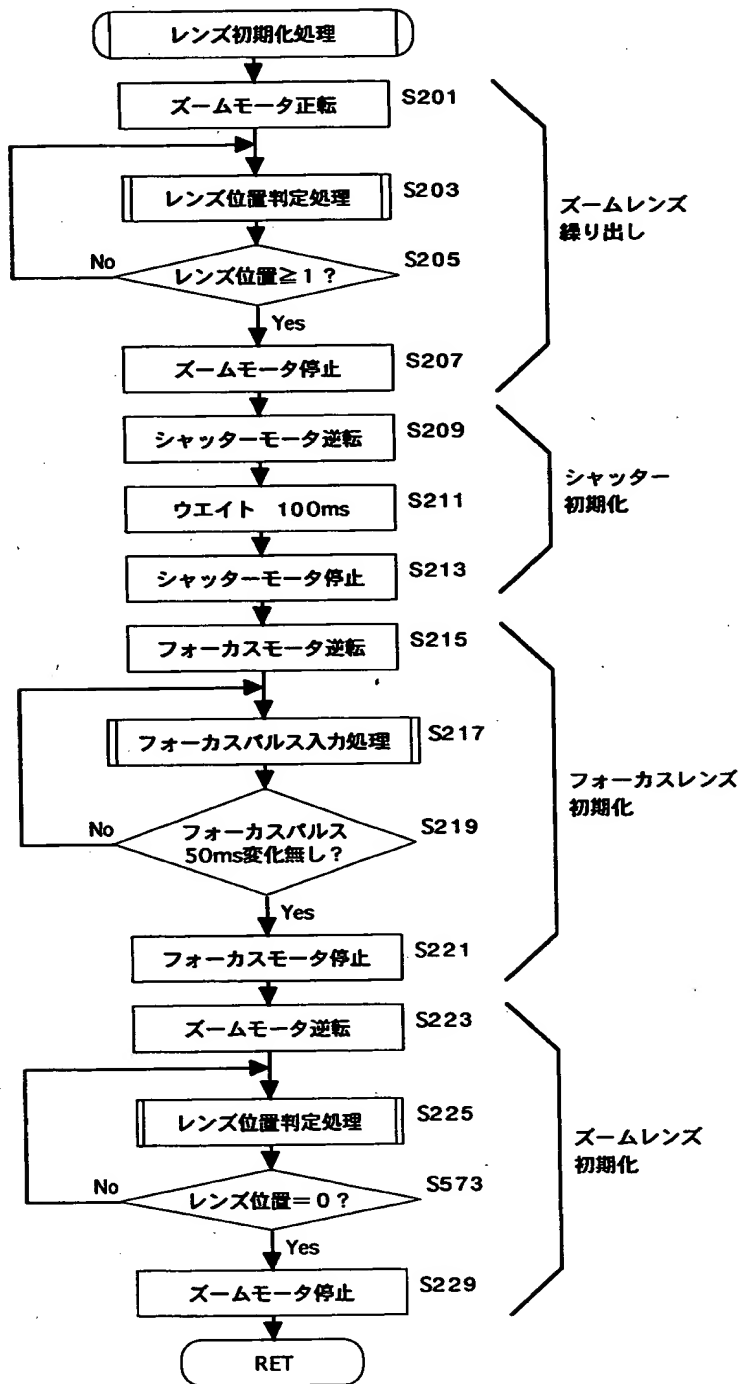 レンズ初期化処理
ズームモータ正転
S201
レンズ位置判定処理
S203
レンズ位置≧1?
S205
No
Yes
ズームモータ停止
S207
ズームレンズ
繰り出し
シャッターモータ逆転
S209
ウエイト 100ms
S211
シャッターモータ停止
S213
シャッター
初期化
フォーカスモータ逆転
S215
フォーカスパルス入力処理
S217
フォーカスパルス
50ms変化無し?
S219
No
Yes
フォーカスモータ停止
S221
フォーカスレンズ
初期化
ズームモータ逆転
S223
レンズ位置判定処理
S225
レンズ位置=0?
S573
No
Yes
ズームモータ停止
S229
ズームレンズ
初期化
RET